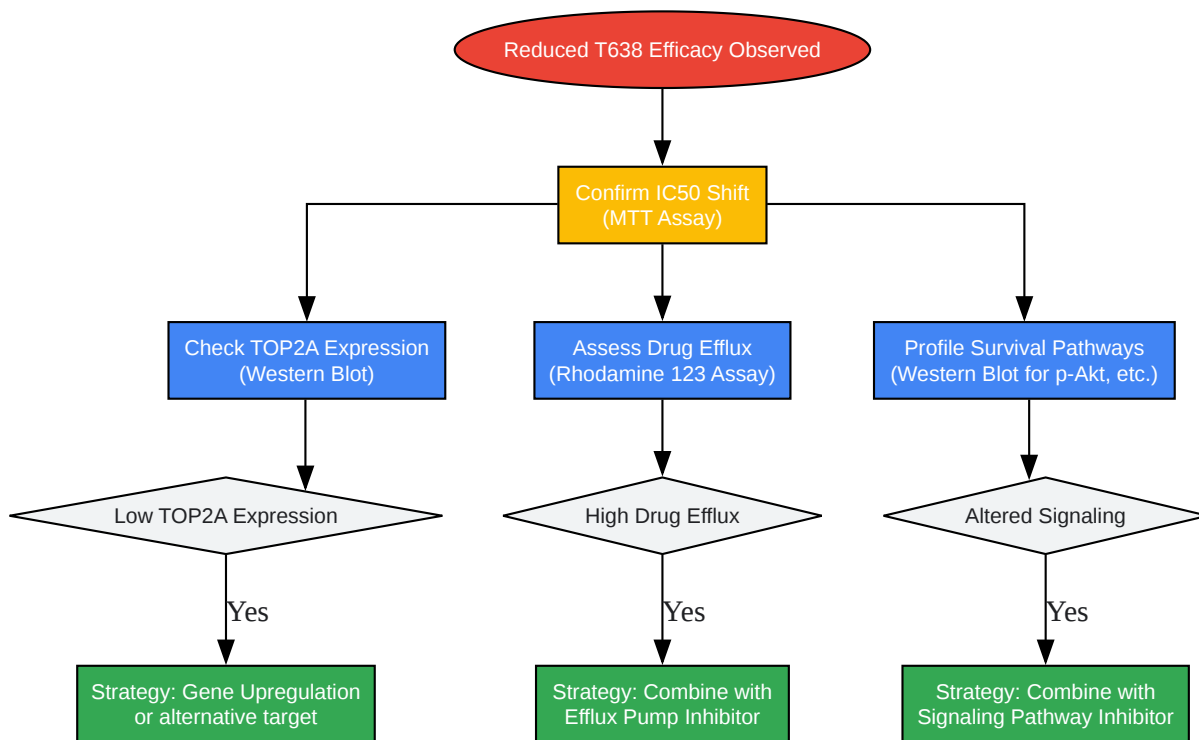 Reduced T638 Efficacy Observed
Confirm IC50 Shift
(MTT Assay)
Check TOP2A Expression
(Western Blot)
Assess Drug Efflux
(Rhodamine 123 Assay)
Profile Survival Pathways
(Western Blot for p-Akt, etc.)
Low TOP2A Expression
High Drug Efflux
Altered Signaling
Yes
Yes
Yes
Strategy: Gene Upregulation
or alternative target
Strategy: Combine with
Efflux Pump Inhibitor
Strategy: Combine with
Signaling Pathway Inhibitor